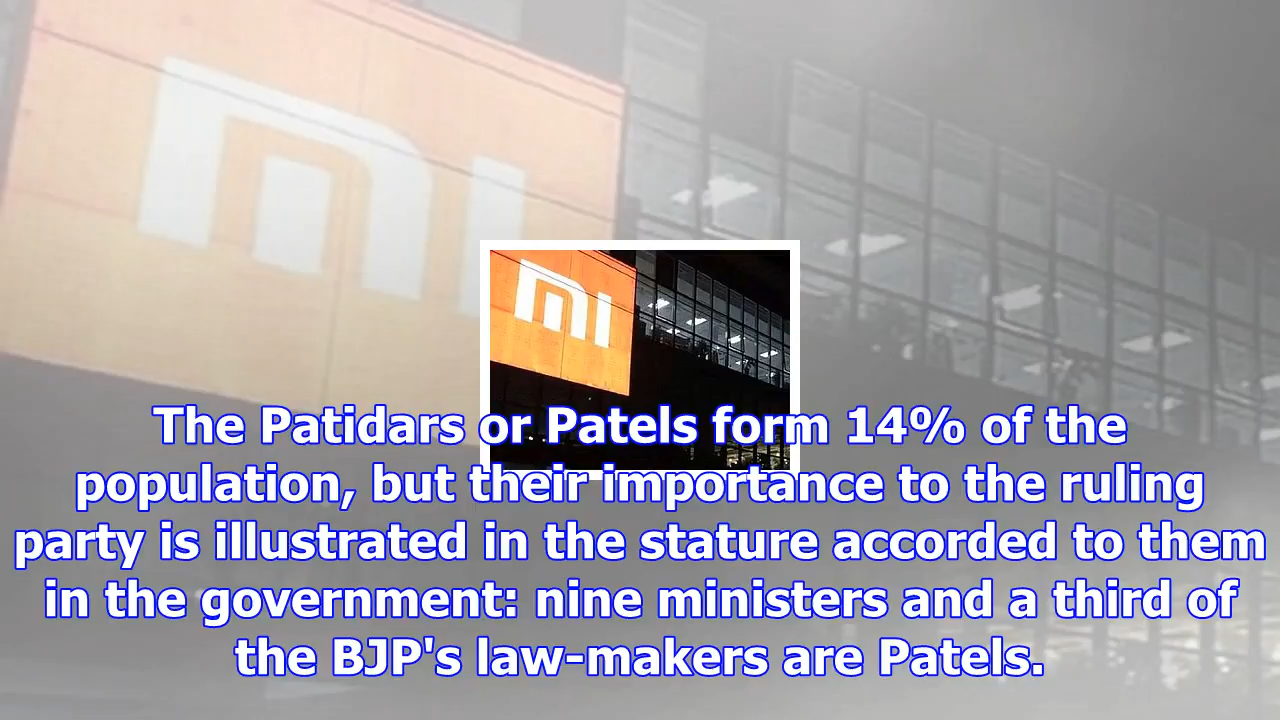 mi
mi
The Patidars or Patels form 14% of the
population, but their importance to the ruling
party is illustrated in the stature accorded to them
in the government: nine ministers and a third of
the BJP's law-makers are Patels.